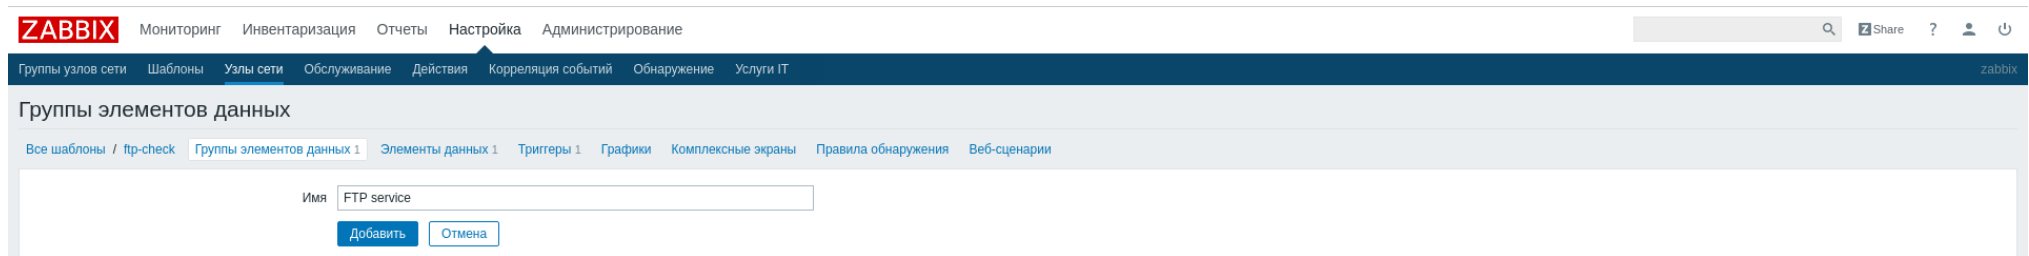 ZABBIX Мониторинг Инвентаризация Отчеты Настройка Администрирование Z Share ?
Группы узлов сети Шаблоны Узлы сети Обслуживание Действия Корреляция событий Обнаружение Услуги IT zabbix
Группы элементов данных
Все шаблоны / ftp-check Группы элементов данных 1 Элементы данных 1 Триггеры 1 Графики Комплексные экраны Правила обнаружения Веб-сценарии
Имя FTP service
Добавить Отмена